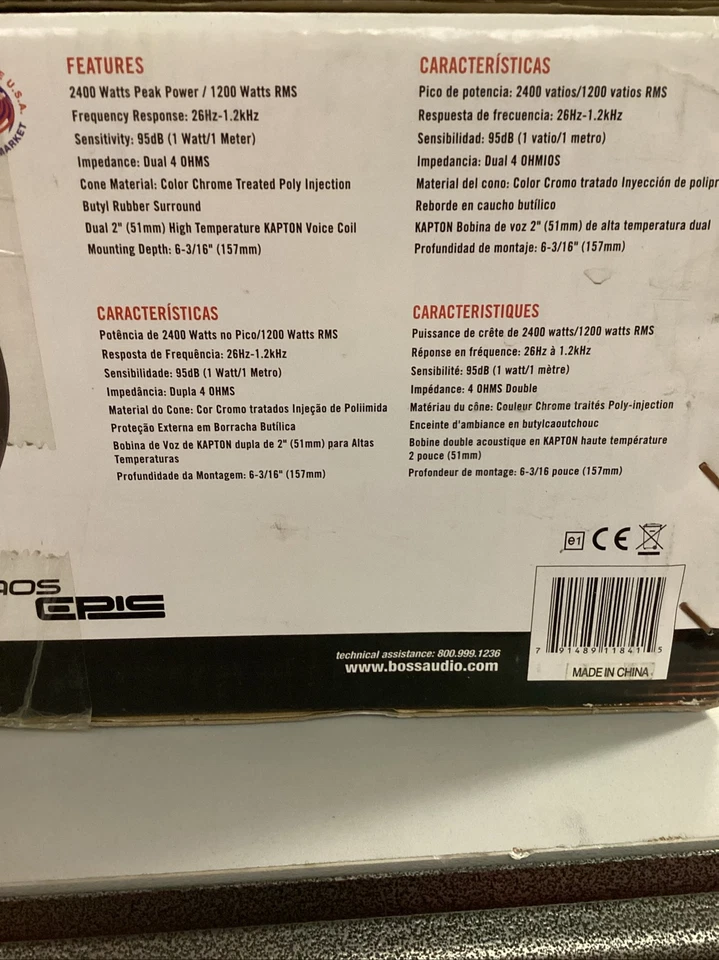 U.S.A.
MARKET
FEATURES
2400 Watts Peak Power / 1200 Watts RMS
Frequency Response: 26Hz-1.2kHz
Sensitivity: 95dB (1 Watt/1 Meter)
Impedance: Dual 4 OHMS
Cone Material: Color Chrome Treated Poly Injection
Butyl Rubber Surround
Dual 2" (51mm) High Temperature KAPTON Voice Coil
Mounting Depth: 6-3/16" (157mm)
CARACTERÍSTICAS
Pico de potencia: 2400 vatios/1200 vatios RMS
Respuesta de frecuencia: 26Hz-1.2kHz
Sensibilidad: 95dB (1 vatio/1 metro)
Impedancia: Dual 4 OHMIOS
Material del cono: Color Cromo tratado Inyección de polipr
Reborde en caucho butílico
KAPTON Bobina de voz 2" (51mm) de alta temperatura dual
Profundidad de montaje: 6-3/16" (157mm)
CARACTERÍSTICAS
Potência de 2400 Watts no Pico/1200 Watts RMS
Resposta de Frequência: 26Hz-1.2kHz
Sensibilidade: 95dB (1 Watt/1 Metro)
Impedância: Dupla 4 OHMS
Material do Cone: Cor Cromo tratados Injeção de Poliimida
Proteção Externa em Borracha Butílica
Bobina de Voz de KAPTON dupla de 2" (51mm) para Altas
Temperaturas
Profundidade da Montagem: 6-3/16" (157mm)
CARACTERISTIQUES
Puissance de crête de 2400 watts/1200 watts RMS
Réponse en fréquence: 26Hz à 1.2kHz
Sensibilité: 95dB (1 watt/1 mètre)
Impédance: 4 OHMS Double
Matériau du cône: Couleur Chrome traités Poly-injection
Enceinte d'ambiance en butylcaoutchouc
Bobine double acoustique en KAPTON haute température
2 pouce (51mm)
Profondeur de montage: 6-3/16 pouce (157mm)
e1 CE
AOS
EPIC
technical assistance: 800.999.1236
www.bossaudio.com
7 91489 11841 5
MADE IN CHINA